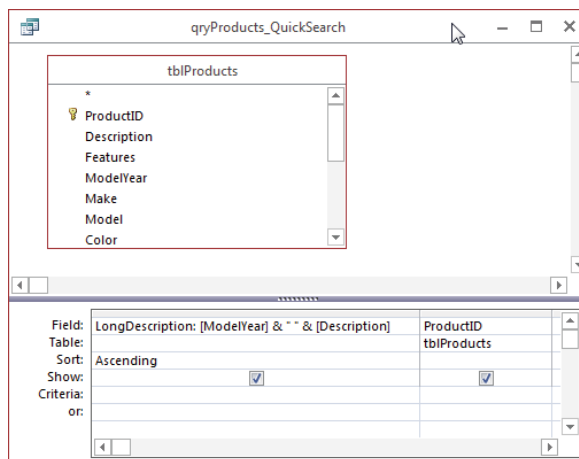 qryProducts_QuickSearch
tblProducts
*
ProductID
Description
Features
ModelYear
Make
Model
Color
Field: LongDescription: [ModelYear] & " " & [Description] ProductID
Table: tblProducts
Sort: Ascending
Show:
Criteria:
or: